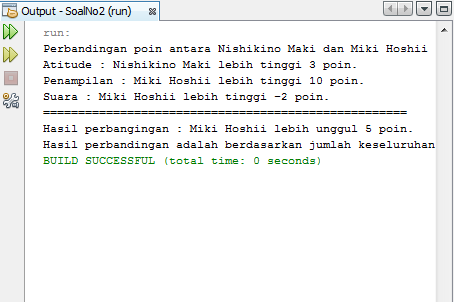 Output - SoalNo2 (run)
run:
Perbandingan poin antara Nishikino Maki dan Miki Hoshii
Atitude : Nishikino Maki lebih tinggi 3 poin.
Penampilan : Miki Hoshii lebih tinggi 10 poin.
Suara : Miki Hoshii lebih tinggi -2 poin.
==================================================
Hasil perbangingan : Miki Hoshii lebih unggul 5 poin.
Hasil perbandingan adalah berdasarkan jumlah keseluruhan
BUILD SUCCESSFUL (total time: 0 seconds)